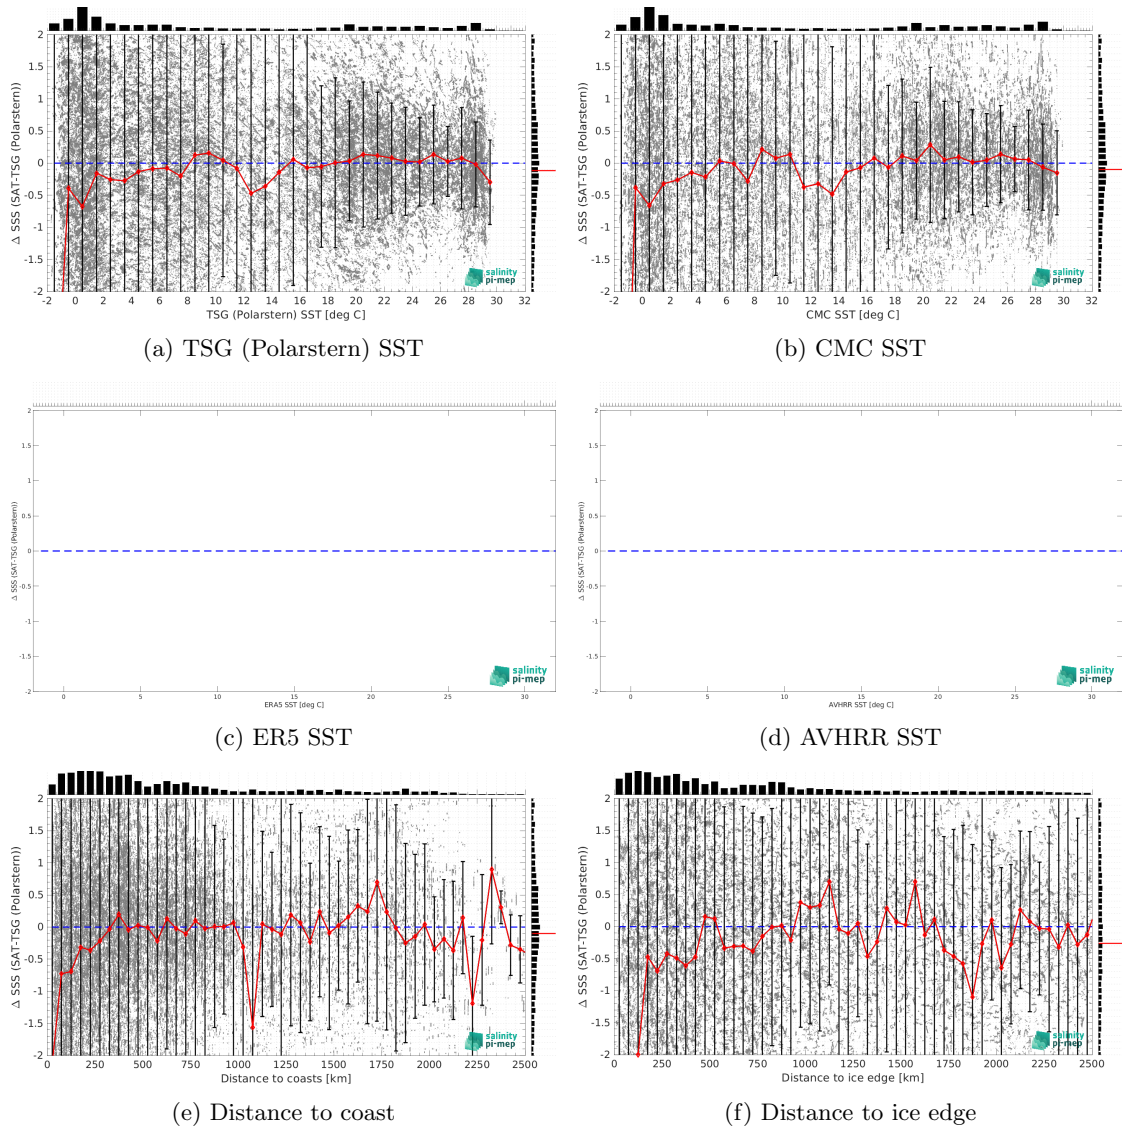 2
1.5
1
0.5
0
-0.5
-1
-1.5
-2
Δ SSS (SAT-TSG (Polarstern))
-2 0 2 4 6 8 10 12 14 16 18 20 22 24 26 28 30 32
TSG (Polarstern) SST [deg C]
salinity
pi-mep
(a) TSG (Polarstern) SST
2
1.5
1
0.5
0
-0.5
-1
-1.5
-2
Δ SSS (SAT-TSG (Polarstern))
-2 0 2 4 6 8 10 12 14 16 18 20 22 24 26 28 30 32
CMC SST [deg C]
salinity
pi-mep
(b) CMC SST
2
1.5
1
0.5
0
-0.5
-1
-1.5
-2
Δ SSS (SAT-TSG (Polarstern))
0 5 10 15 20 25 30
ERA5 SST [deg C]
salinity
pi-mep
(c) ER5 SST
2
1.5
1
0.5
0
-0.5
-1
-1.5
-2
Δ SSS (SAT-TSG (Polarstern))
0 5 10 15 20 25 30
AVHRR SST [deg C]
salinity
pi-mep
(d) AVHRR SST
2
1.5
1
0.5
0
-0.5
-1
-1.5
-2
Δ SSS (SAT-TSG (Polarstern))
0 250 500 750 1000 1250 1500 1750 2000 2250 2500
Distance to coasts [km]
salinity
pi-mep
(e) Distance to coast
2
1.5
1
0.5
0
-0.5
-1
-1.5
-2
Δ SSS (SAT-TSG (Polarstern))
0 250 500 750 1000 1250 1500 1750 2000 2250 2500
Distance to ice edge [km]
salinity
pi-mep
(f) Distance to ice edge